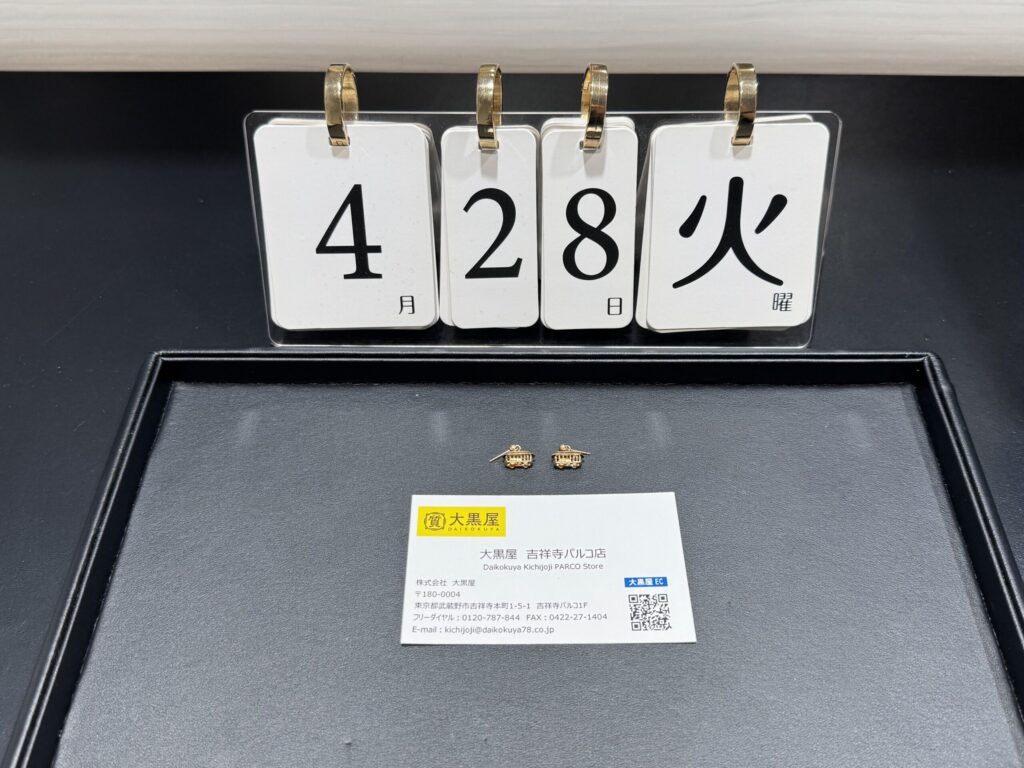 4月 28日 火曜
質 大黒屋
DAIKOKUYA
大黒屋 吉祥寺パルコ店
Daikokuya Kichijoji PARCO Store
株式会社 大黒屋
〒180-0004
東京都武蔵野市吉祥寺本町1-5-1 吉祥寺パルコ1F
フリーダイヤル:0120-787-844 FAX:0422-27-1404
E-mail:kichijoji@daikokuya78.co.jp
大黒屋 EC